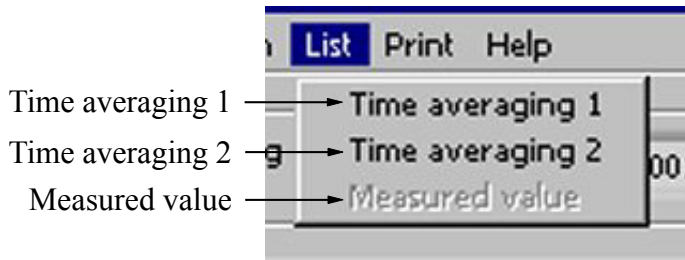 List Print Help
Time averaging 1 Time averaging 1
Time averaging 2 g Time averaging 2 00
Measured value Measured value